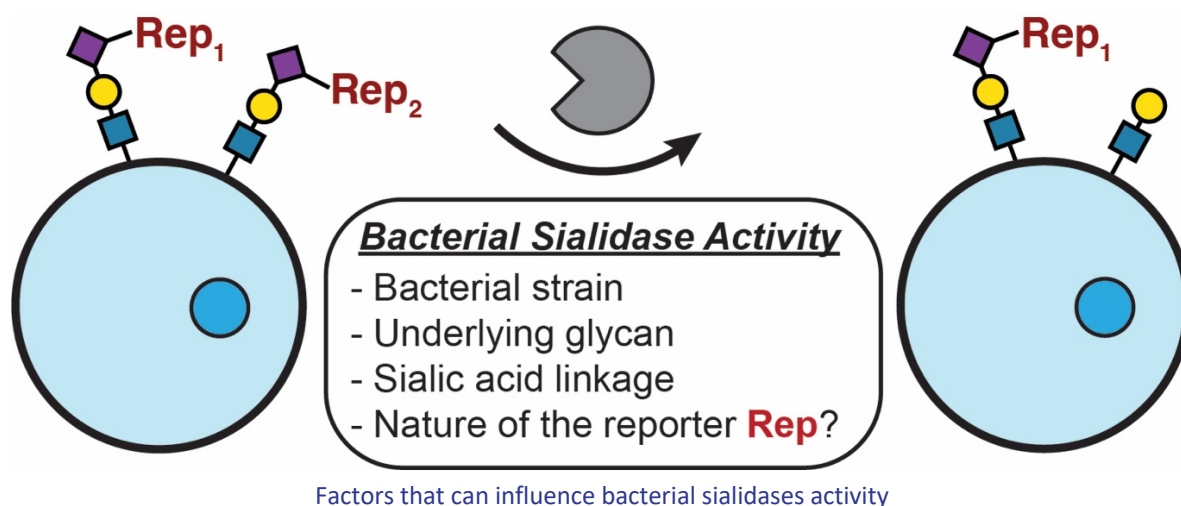 Rep₁
Rep₂
Rep₁
Bacterial Sialidase Activity
- Bacterial strain
- Underlying glycan
- Sialic acid linkage
- Nature of the reporter Rep?
Factors that can influence bacterial sialidases activity